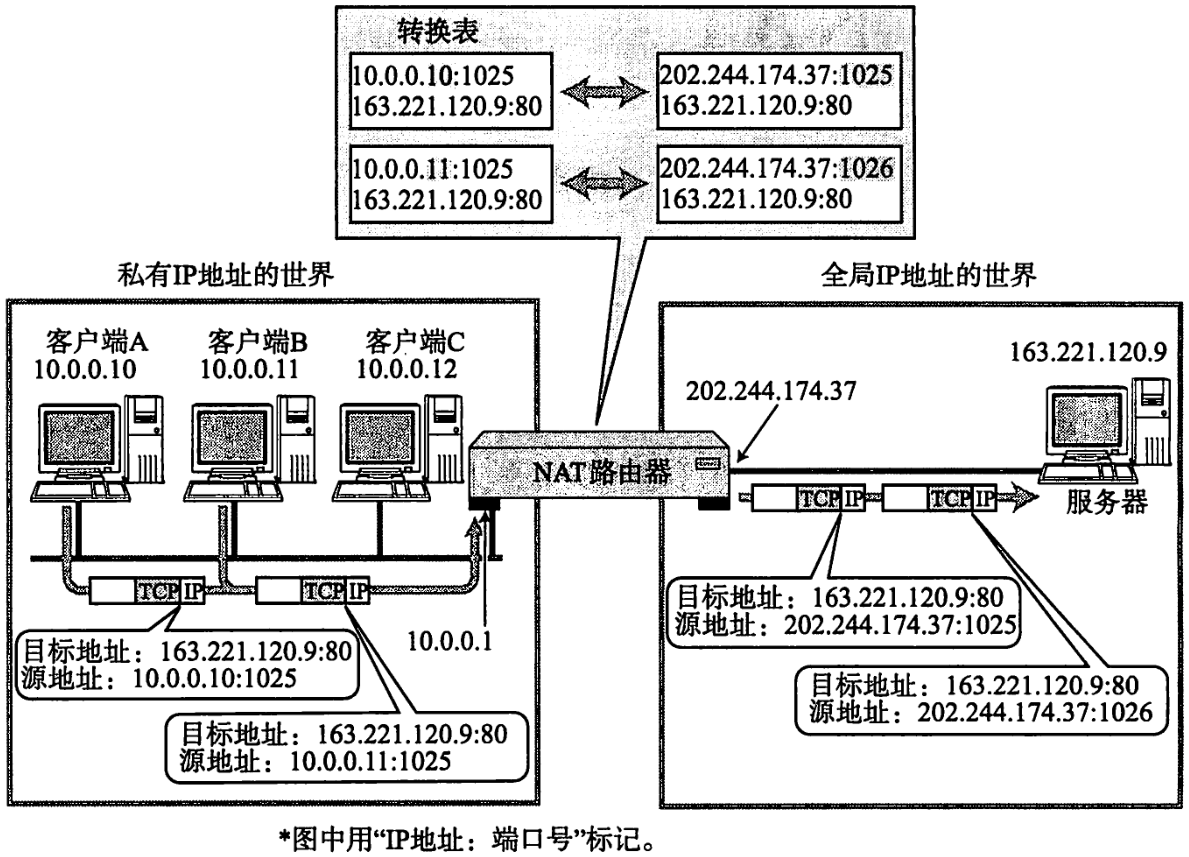 转换表
10.0.0.10:1025
163.221.120.9:80
202.244.174.37:1025
163.221.120.9:80
10.0.0.11:1025
163.221.120.9:80
202.244.174.37:1026
163.221.120.9:80
私有IP地址的世界
全局IP地址的世界
客户端A
10.0.0.10
客户端B
10.0.0.11
客户端C
10.0.0.12
163.221.120.9
202.244.174.37
NAT路由器
服务器
TCP IP
TCP IP
TCP IP
TCP IP
10.0.0.1
目标地址：163.221.120.9:80
源地址：10.0.0.10:1025
目标地址：163.221.120.9:80
源地址：10.0.0.11:1025
目标地址：163.221.120.9:80
源地址：202.244.174.37:1025
目标地址：163.221.120.9:80
源地址：202.244.174.37:1026
*图中用“IP地址：端口号”标记。